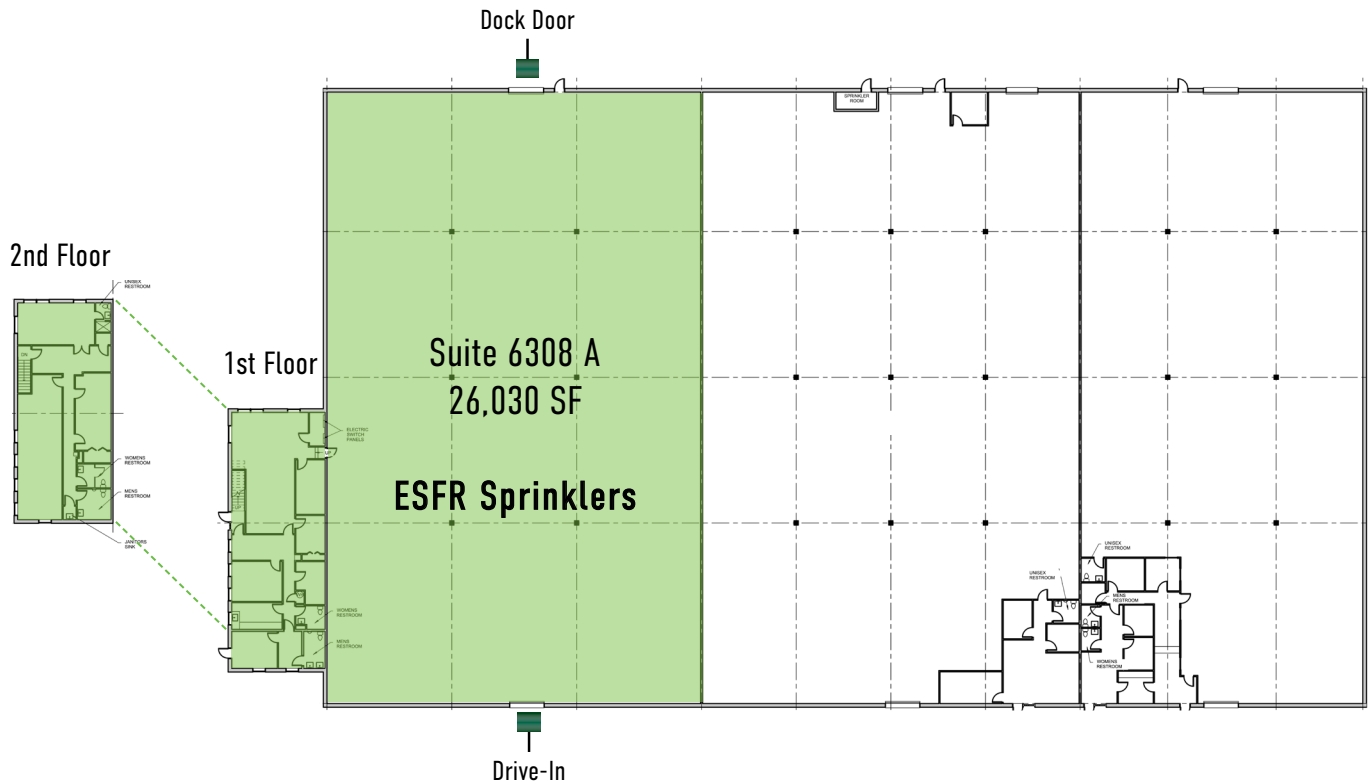 Dock Door
SPRINKLER
ROOM
2nd Floor
UNISEX
RESTROOM
DN
1st Floor
Suite 6308 A
26,030 SF
ELECTRIC
SWITCH
PANELS
UP
WOMENS
RESTROOM
MENS
RESTROOM
ESFR Sprinklers
JANITORS
SINK
UNISEX
RESTROOM
UNISEX
RESTROOM
MENS
RESTROOM
WOMENS
RESTROOM
MENS
RESTROOM
WOMENS
RESTROOM
Drive-In